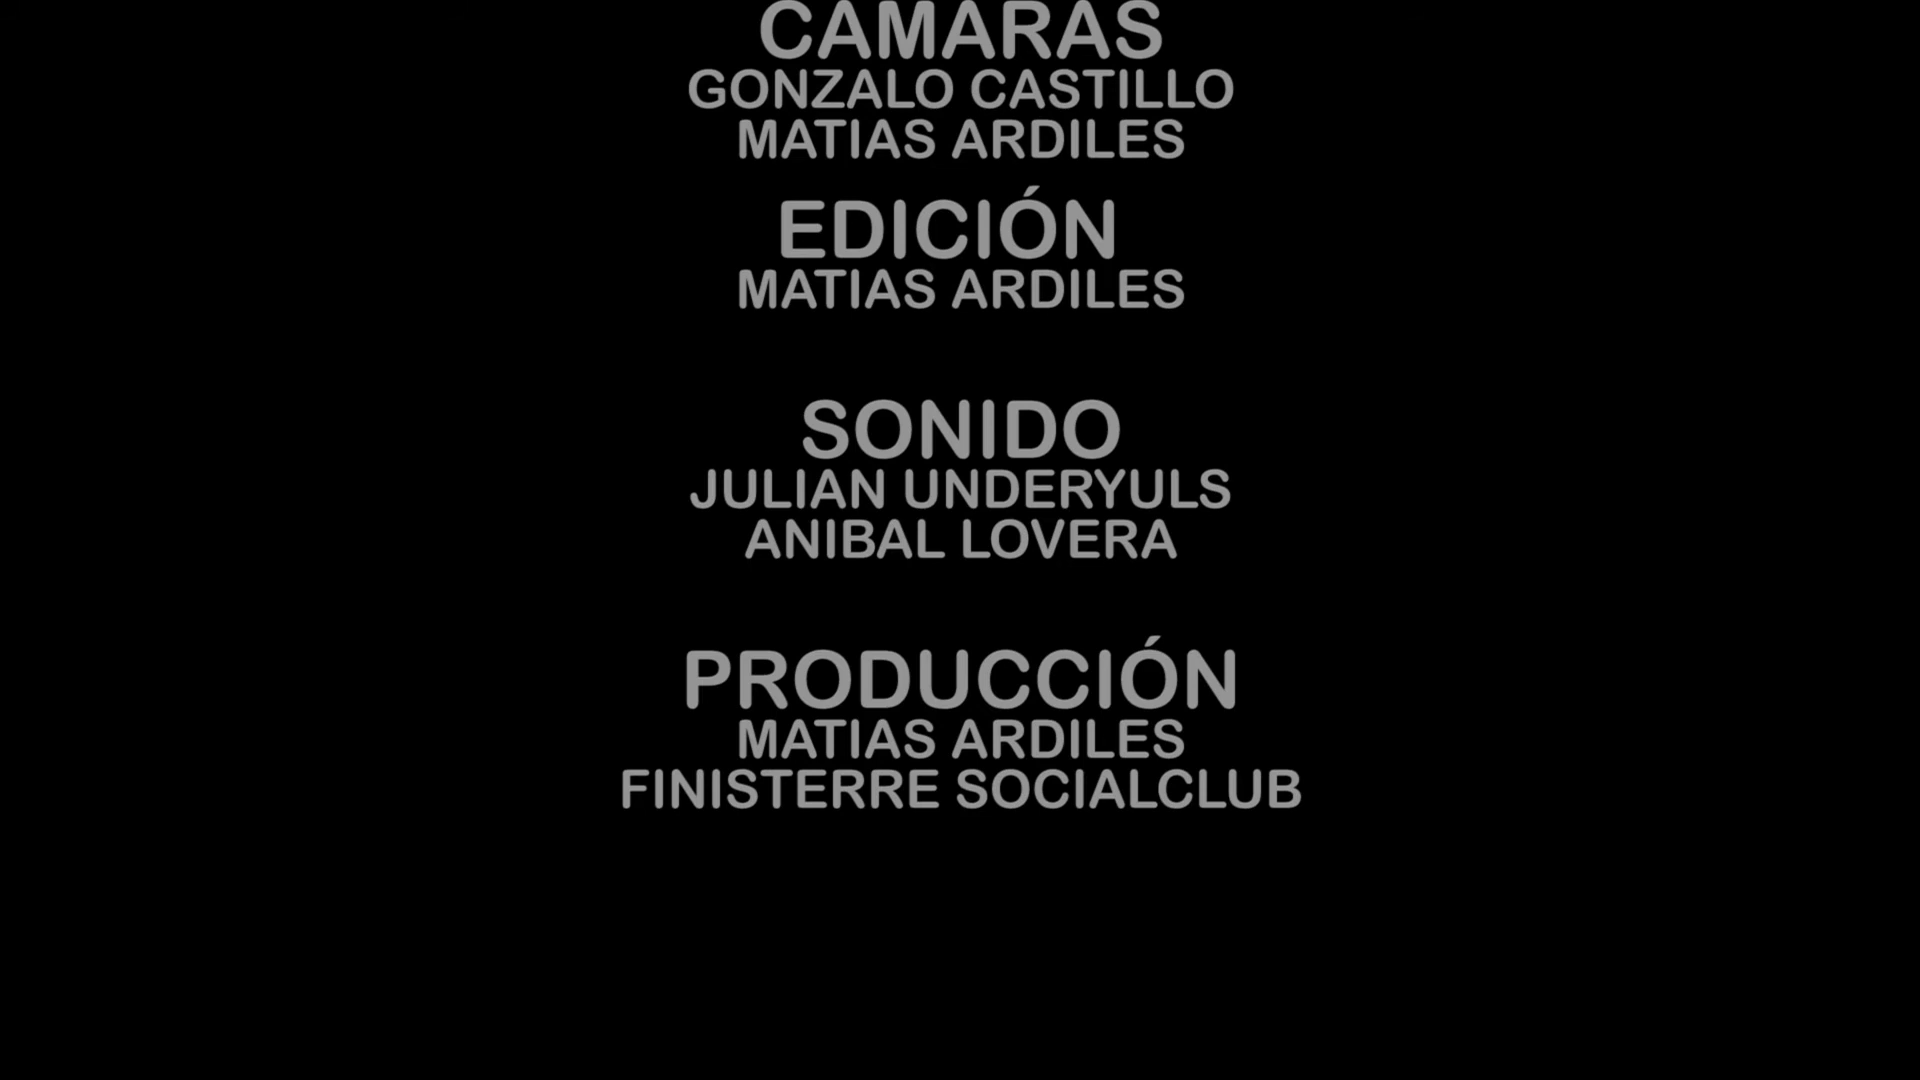 CAMARAS
GONZALO CASTILLO
MATIAS ARDILES
EDICIÓN
MATIAS ARDILES
SONIDO
JULIAN UNDERYULS
ANIBAL LOVERA
PRODUCCIÓN
MATIAS ARDILES
FINISTERRE SOCIALCLUB